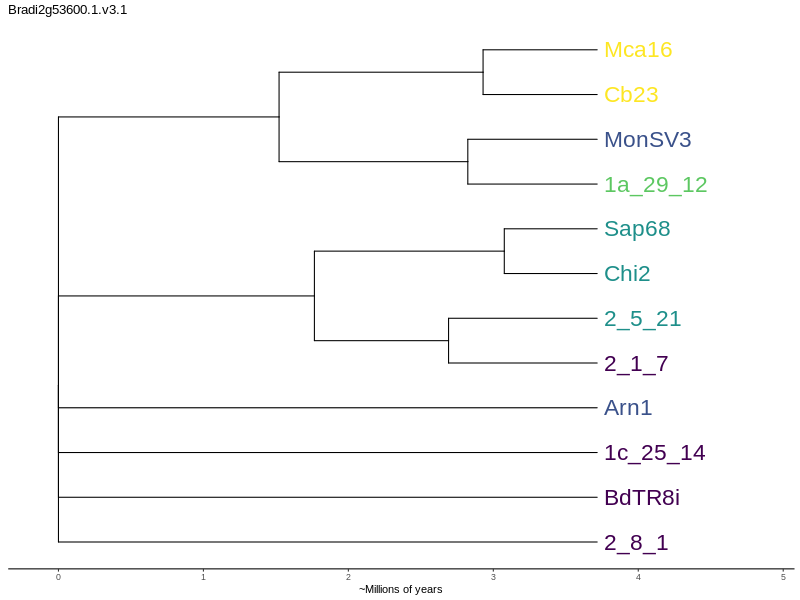 Bradi2g53600.1.v3.1
Mca16
Cb23
MonSV3
1a_29_12
Sap68
Chi2
2_5_21
2_1_7
Arn1
1c_25_14
BdTR8i
2_8_1
0 1 2 3 4 5
~Millions of years